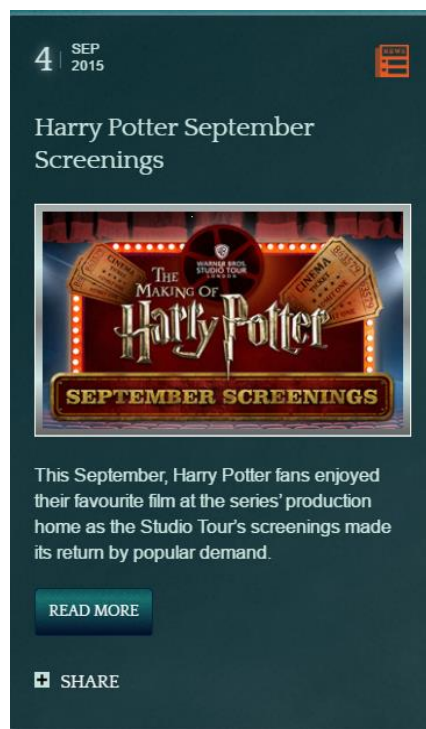 4
SEP
2015
NEWS
Harry Potter September
Screenings
WARNER BROS.
STUDIO TOUR
LONDON
THE
MAKING OF
Harry Potter
CINEMA
CINEMA
SEPTEMBER SCREENINGS
This September, Harry Potter fans enjoyed
their favourite film at the series' production
home as the Studio Tour's screenings made
its return by popular demand.
READ MORE
SHARE